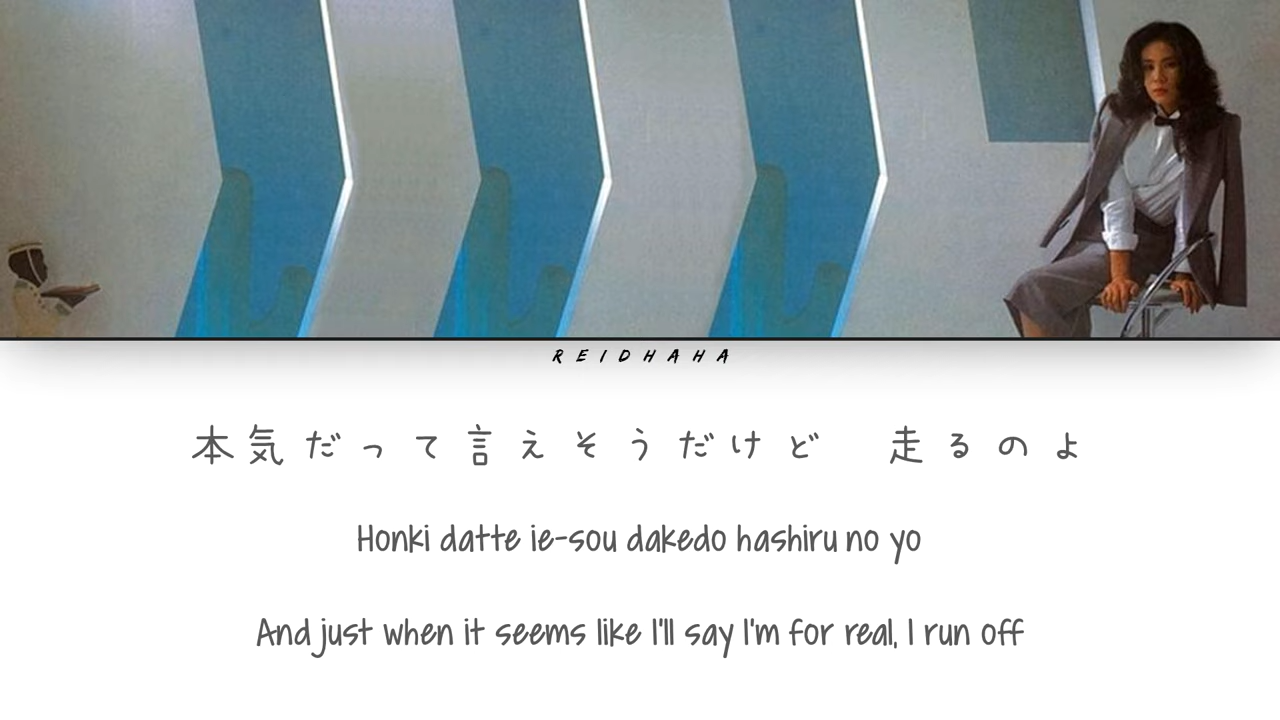 REIDHAHA
本気だって言えそうだけど　走るのよ
Honki datte ie-sou dakedo hashiru no yo
And just when it seems like I'll say I'm for real, I run off